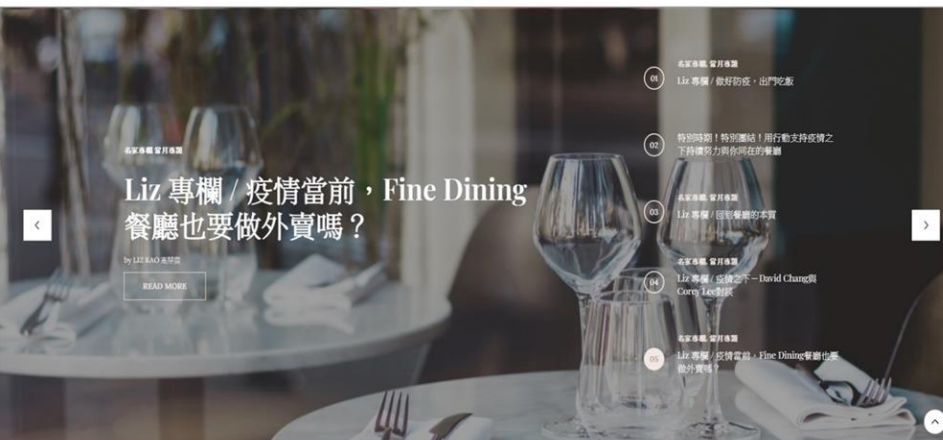 名家專欄, 當月專題
Liz 專欄 / 疫情當前，Fine Dining
餐廳也要做外賣嗎？
by LIZ KAO 高琹雯
READ MORE
01
名家專欄, 當月專題
Liz 專欄 / 做好防疫，出門吃飯
02
特別時期！特別團結！用行動支持疫情之
下持續努力與你同在的餐廳
03
名家專欄, 當月專題
Liz 專欄 / 回到餐廳的本質
04
名家專欄, 當月專題
Liz 專欄 / 疫情之下－David Chang與
Corey Lee對談
05
名家專欄, 當月專題
Liz 專欄 / 疫情當前，Fine Dining餐廳也要
做外賣嗎？